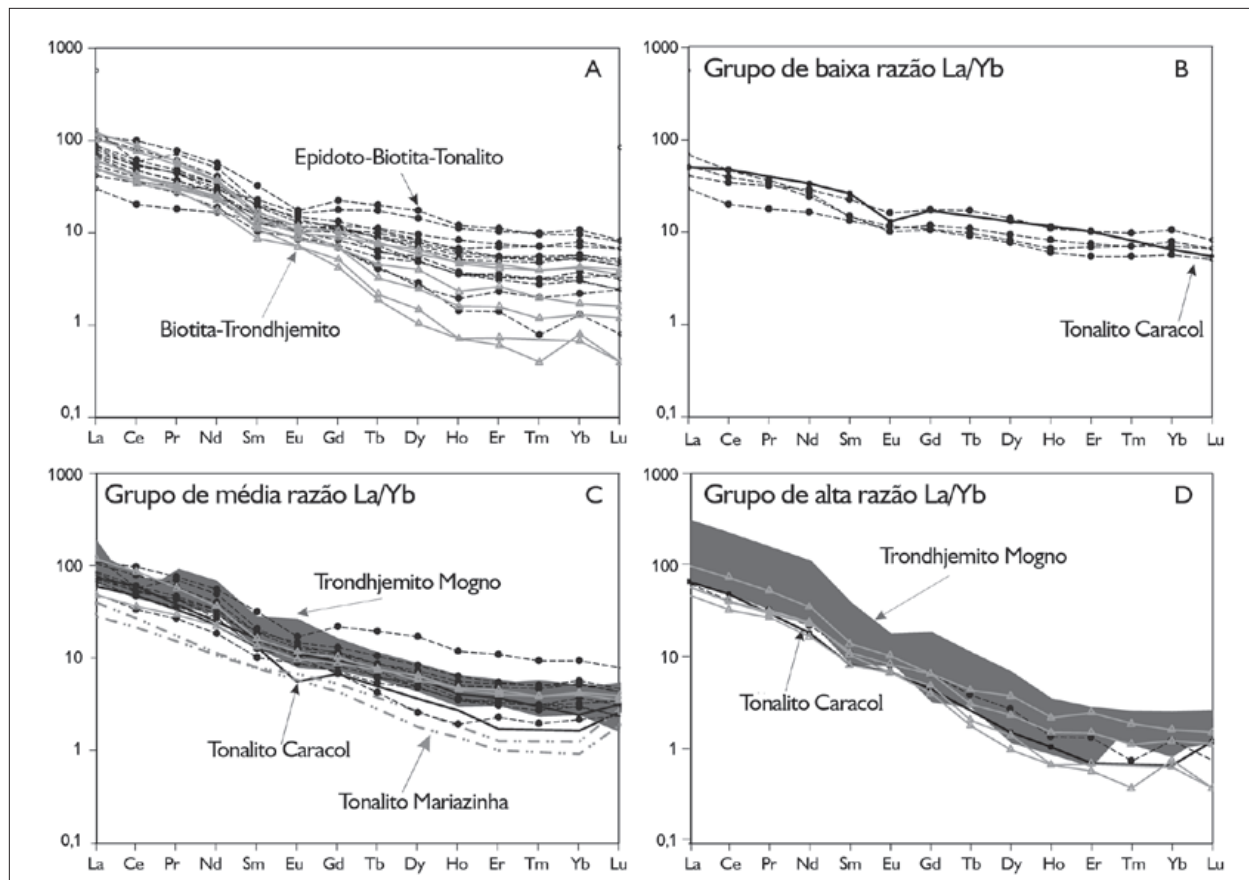 A
1000
100
10
1
0,1
Epidoto-Biotita-Tonalito
Biotita-Trondhjemito
La Ce Pr Nd Sm Eu Gd Tb Dy Ho Er Tm Yb Lu
Grupo de baixa razão La/Yb B
1000
100
10
1
0,1
Tonalito Caracol
La Ce Pr Nd Sm Eu Gd Tb Dy Ho Er Tm Yb Lu
Grupo de média razão La/Yb C
1000
100
10
1
0,1
Trondhjemito Mogno
Tonalito Caracol
Tonalito Mariazinha
La Ce Pr Nd Sm Eu Gd Tb Dy Ho Er Tm Yb Lu
Grupo de alta razão La/Yb D
1000
100
10
1
0,1
Trondhjemito Mogno
Tonalito Caracol
La Ce Pr Nd Sm Eu Gd Tb Dy Ho Er Tm Yb Lu